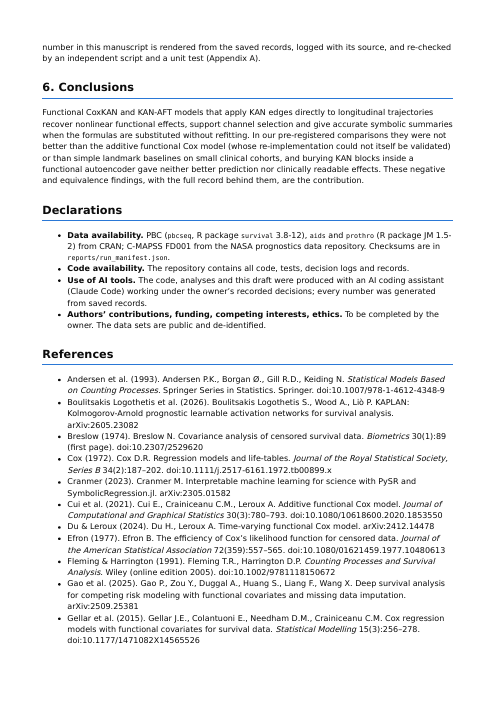 number in this manuscript is rendered from the saved records, logged with its source, and re-checked
by an independent script and a unit test (Appendix A).
6. Conclusions
Functional CoxKAN and KAN-AFT models that apply KAN edges directly to longitudinal trajectories
recover nonlinear functional effects, support channel selection and give accurate symbolic summaries
when the formulas are substituted without refitting. In our pre-registered comparisons they were not
better than the additive functional Cox model (whose re-implementation could not itself be validated)
or than simple landmark baselines on small clinical cohorts, and burying KAN blocks inside a
functional autoencoder gave neither better prediction nor clinically readable effects. These negative
and equivalence findings, with the full record behind them, are the contribution.
Declarations
• Data availability. PBC (pbcseq, R package survival 3.8-12), aids and prothro (R package JM 1.5-
2) from CRAN; C-MAPSS FD001 from the NASA prognostics data repository. Checksums are in
reports/run_manifest.json.
• Code availability. The repository contains all code, tests, decision logs and records.
• Use of AI tools. The code, analyses and this draft were produced with an AI coding assistant
(Claude Code) working under the owner's recorded decisions; every number was generated
from saved records.
• Authors' contributions, funding, competing interests, ethics. To be completed by the
owner. The data sets are public and de-identified.
References
• Andersen et al. (1993). Andersen P.K., Borgan Ø., Gill R.D., Keiding N. Statistical Models Based
on Counting Processes. Springer Series in Statistics. Springer. doi:10.1007/978-1-4612-4348-9
• Boulitsakis Logothetis et al. (2026). Boulitsakis Logothetis S., Wood A., Liò P. KAPLAN:
Kolmogorov-Arnold prognostic learnable activation networks for survival analysis.
arXiv:2605.23082
• Breslow (1974). Breslow N. Covariance analysis of censored survival data. Biometrics 30(1):89
(first page). doi:10.2307/2529620
• Cox (1972). Cox D.R. Regression models and life-tables. Journal of the Royal Statistical Society,
Series B 34(2):187–202. doi:10.1111/j.2517-6161.1972.tb00899.x
• Cranmer (2023). Cranmer M. Interpretable machine learning for science with PySR and
SymbolicRegression.jl. arXiv:2305.01582
• Cui et al. (2021). Cui E., Crainiceanu C.M., Leroux A. Additive functional Cox model. Journal of
Computational and Graphical Statistics 30(3):780–793. doi:10.1080/10618600.2020.1853550
• Du & Leroux (2024). Du H., Leroux A. Time-varying functional Cox model. arXiv:2412.14478
• Efron (1977). Efron B. The efficiency of Cox's likelihood function for censored data. Journal of
the American Statistical Association 72(359):557–565. doi:10.1080/01621459.1977.10480613
• Fleming & Harrington (1991). Fleming T.R., Harrington D.P. Counting Processes and Survival
Analysis. Wiley (online edition 2005). doi:10.1002/9781118150672
• Gao et al. (2025). Gao P., Zou Y., Duggal A., Huang S., Liang F., Wang X. Deep survival analysis
for competing risk modeling with functional covariates and missing data imputation.
arXiv:2509.25381
• Gellar et al. (2015). Gellar J.E., Colantuoni E., Needham D.M., Crainiceanu C.M. Cox regression
models with functional covariates for survival data. Statistical Modelling 15(3):256–278.
doi:10.1177/1471082X14565526